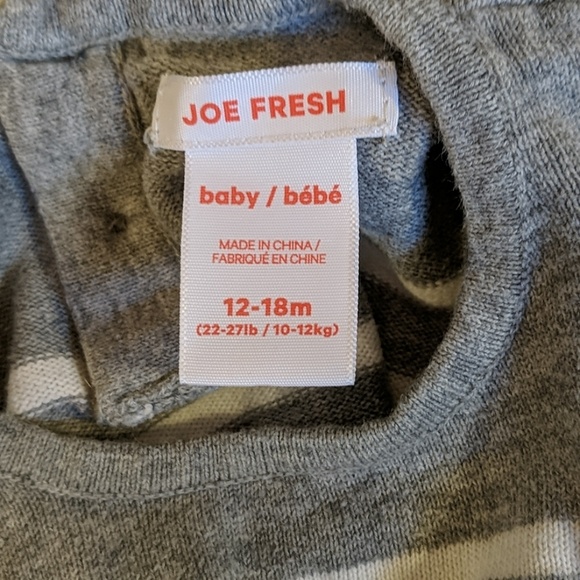 JOE FRESH
baby / bébé
MADE IN CHINA /
FABRIQUÉ EN CHINE
12-18m
(22-27lb / 10-12kg)